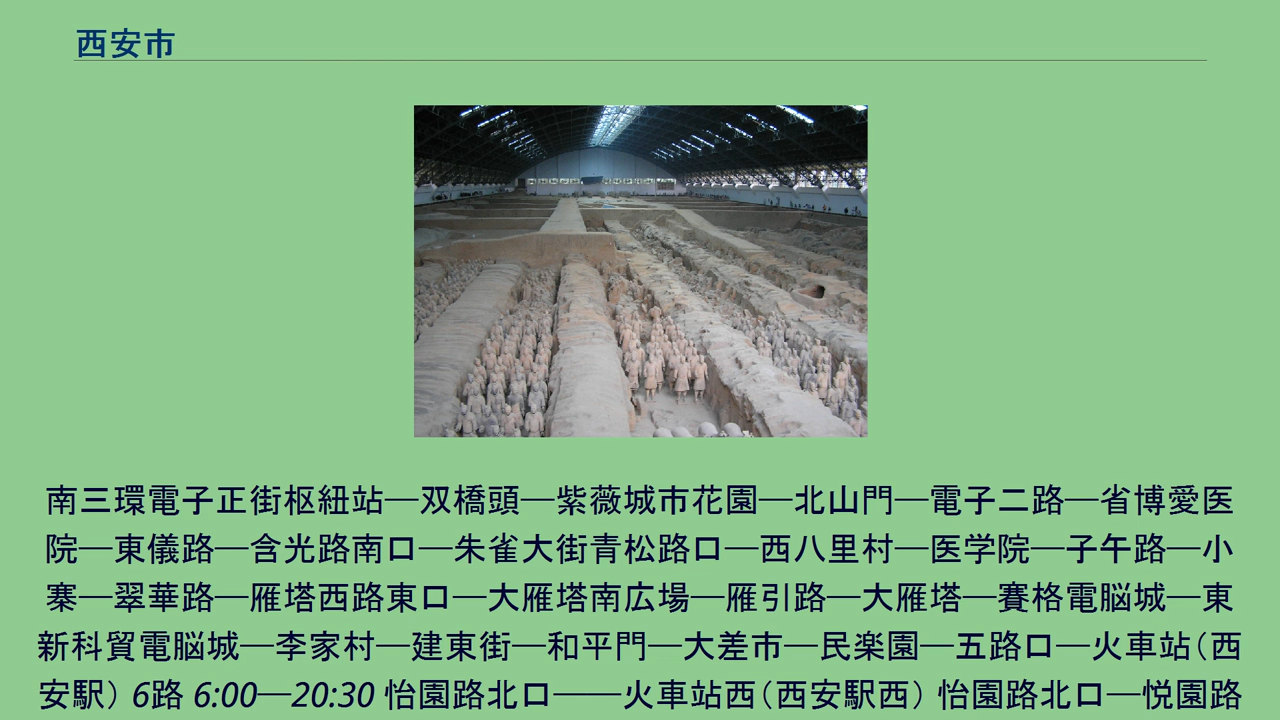 西安市
南三環電子正街枢紐站—双橋頭—紫薇城市花園—北山門—電子二路—省博愛医
院—東儀路—含光路南口—朱雀大街青松路口—西八里村—医学院—子午路—小
寨—翠華路—雁塔西路東口—大雁塔南広場—雁引路—大雁塔—賽格電脳城—東
新科貿電脳城—李家村—建東街—和平門—大差市—民楽園—五路口—火車站（西
安駅） 6路 6:00—20:30 怡園路北口——火車站西（西安駅西） 怡園路北口—悦園路